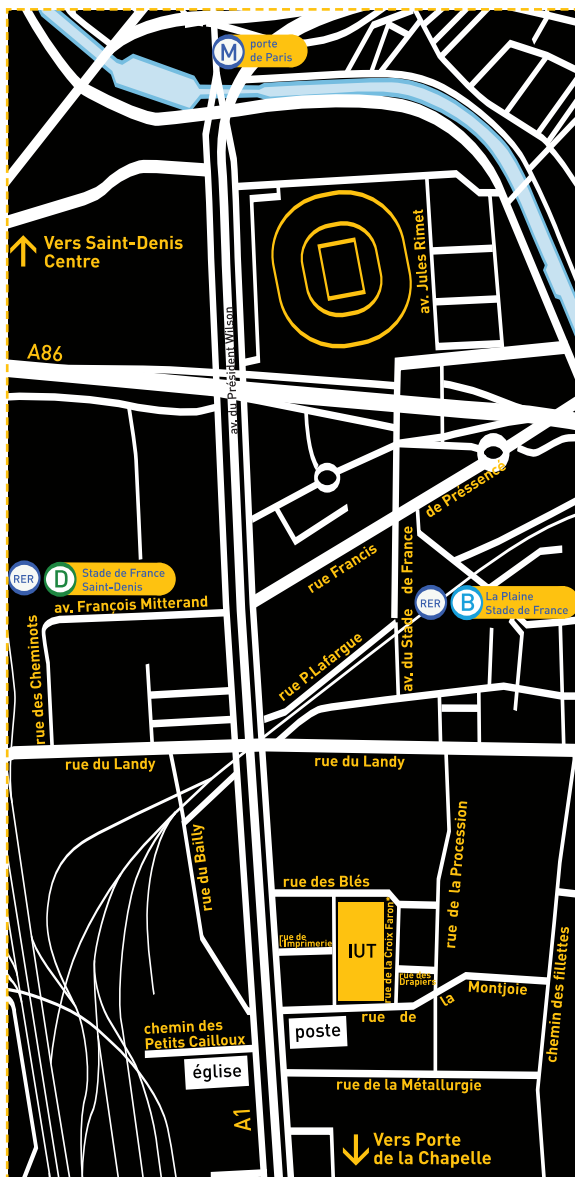 M
porte
de Paris
Vers Saint-Denis
Centre
av. Jules Rimet
A86
av. du Président Wilson
rue Francis
de Préssencé
RER
D
Stade de France
Saint-Denis
av. François Mitterand
RER
B
La Plaine
Stade de France
av. du Stade de France
rue des Cheminots
rue P.Lafargue
rue du Landy
rue du Landy
rue du Bailly
rue de la Procession
rue des Blés
rue de
l'Imprimerie
IUT
rue de la Croix Faron*
rue des
Drapiers
chemin des fillettes
rue de la Montjoie
chemin des
Petits Cailloux
poste
église
rue de la Métallurgie
A1
Vers Porte
de la Chapelle